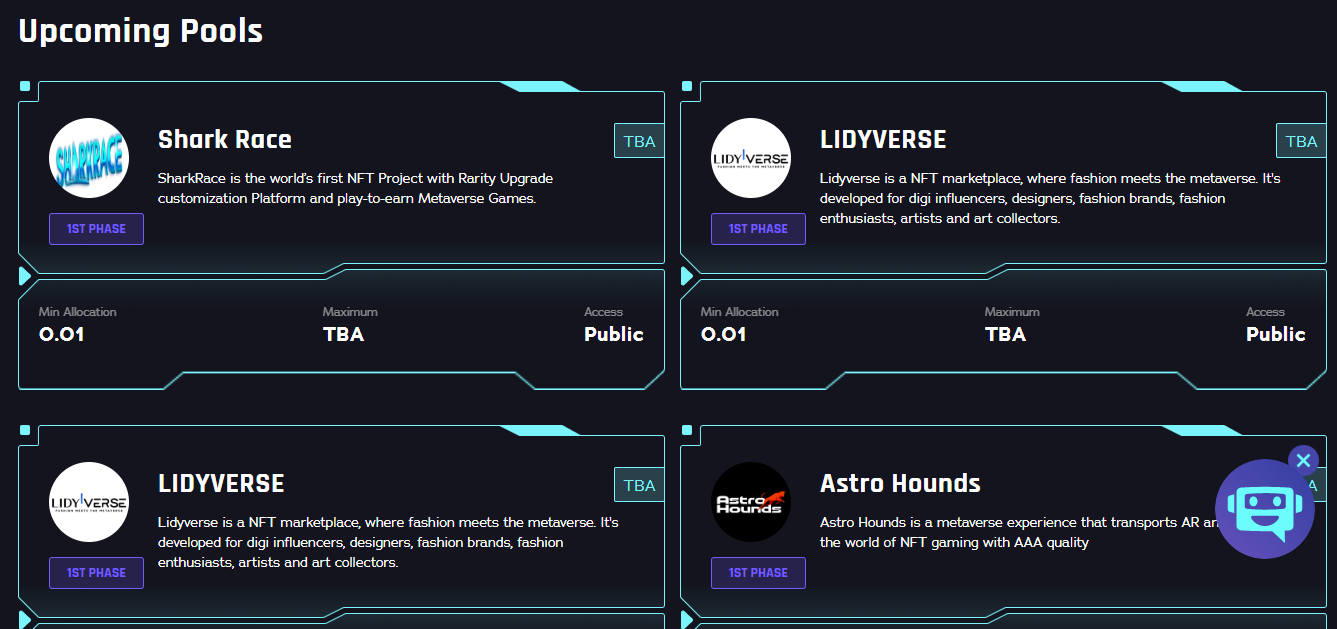 Upcoming Pools
SHARKRACE
Shark Race
TBA
SharkRace is the world's first NFT Project with Rarity Upgrade
customization Platform and play-to-earn Metaverse Games.
1ST PHASE
Min Allocation
Maximum
Access
0.01
TBA
Public
LIDYVERSE
FASHION MEETS THE METAVERSE
LIDYVERSE
TBA
Lidyverse is a NFT marketplace, where fashion meets the metaverse. It's
developed for digi influencers, designers, fashion brands, fashion
enthusiasts, artists and art collectors.
1ST PHASE
Min Allocation
Maximum
Access
0.01
TBA
Public
LIDYVERSE
FASHION MEETS THE METAVERSE
LIDYVERSE
TBA
Lidyverse is a NFT marketplace, where fashion meets the metaverse. It's
developed for digi influencers, designers, fashion brands, fashion
enthusiasts, artists and art collectors.
1ST PHASE
Astro
Hounds
Astro Hounds
Astro Hounds is a metaverse experience that transports AR
the world of NFT gaming with AAA quality
1ST PHASE